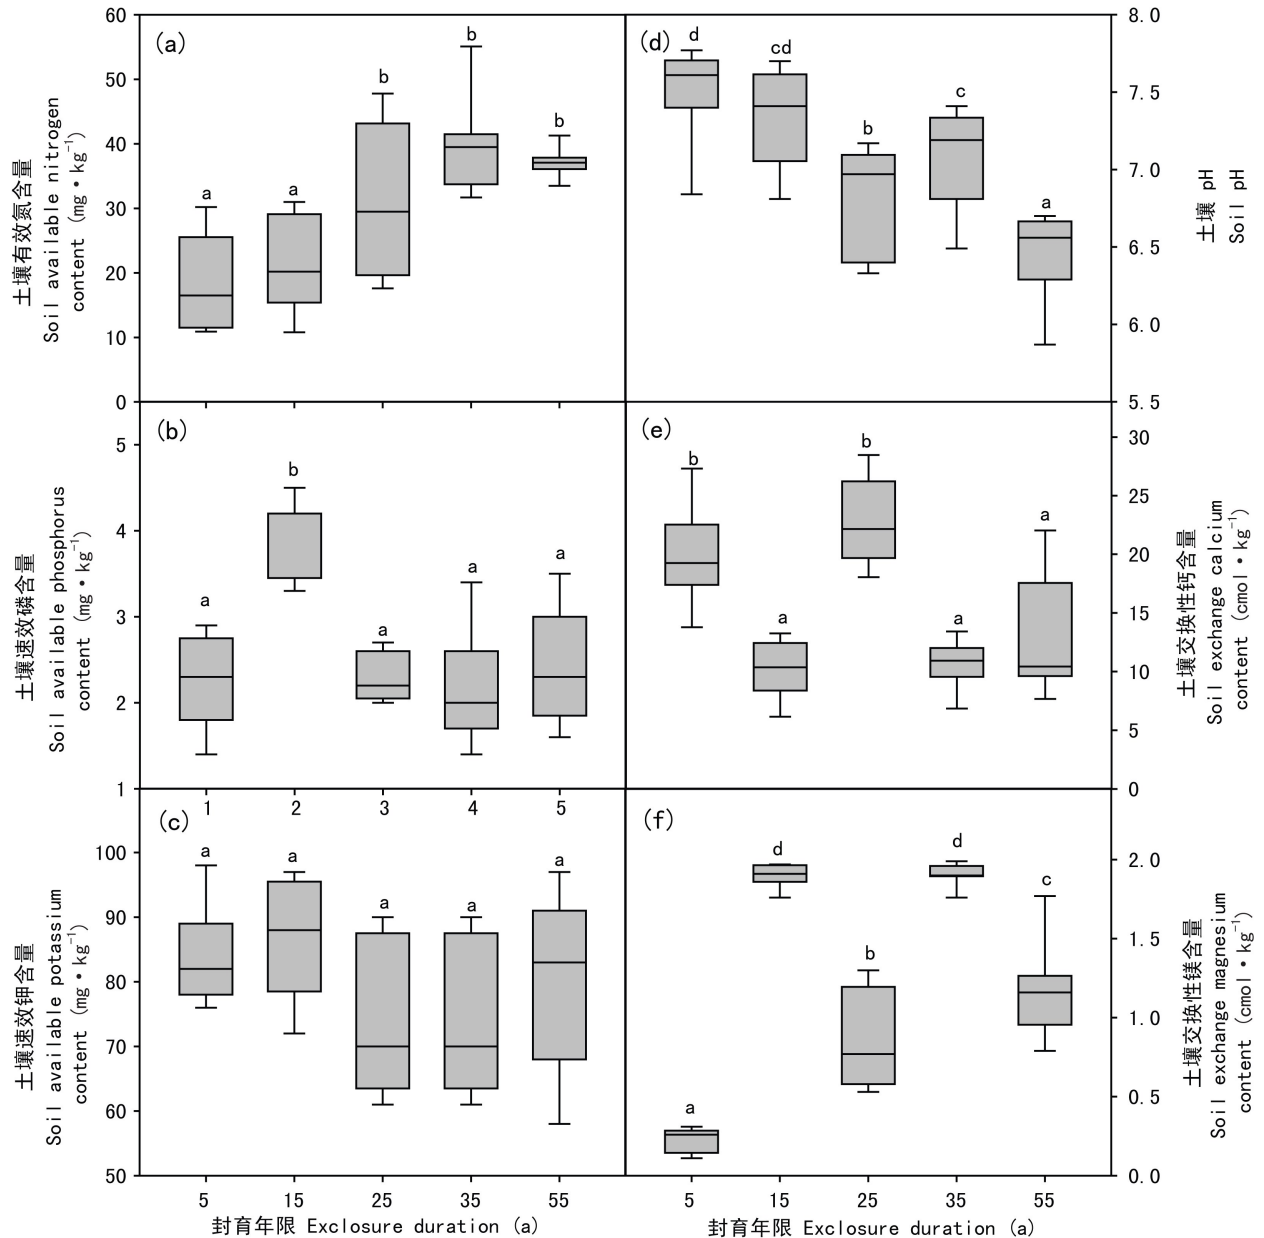 (a)
60
50
40
30
20
10
0
a
a
b
b
b
土壤有效氮含量
Soil available nitrogen
content (mg•kg⁻¹)
(d)
8.0
7.5
7.0
6.5
6.0
5.5
d
cd
b
c
a
土壤 pH
Soil pH
(b)
5
4
3
2
1
a
b
a
a
a
土壤速效磷含量
Soil available phosphorus
content (mg•kg⁻¹)
1 2 3 4 5
(e)
30
25
20
15
10
5
0
b
a
b
a
a
土壤交换性钙含量
Soil exchange calcium
content (cmol•kg⁻¹)
(c)
100
90
80
70
60
50
a
a
a
a
a
土壤速效钾含量
Soil available potassium
content (mg•kg⁻¹)
5 15 25 35 55
封育年限 Exclosure duration (a)
(f)
2.0
1.5
1.0
0.5
0.0
a
d
b
d
c
土壤交换性镁含量
Soil exchange magnesium
content (cmol•kg⁻¹)
5 15 25 35 55
封育年限 Exclosure duration (a)